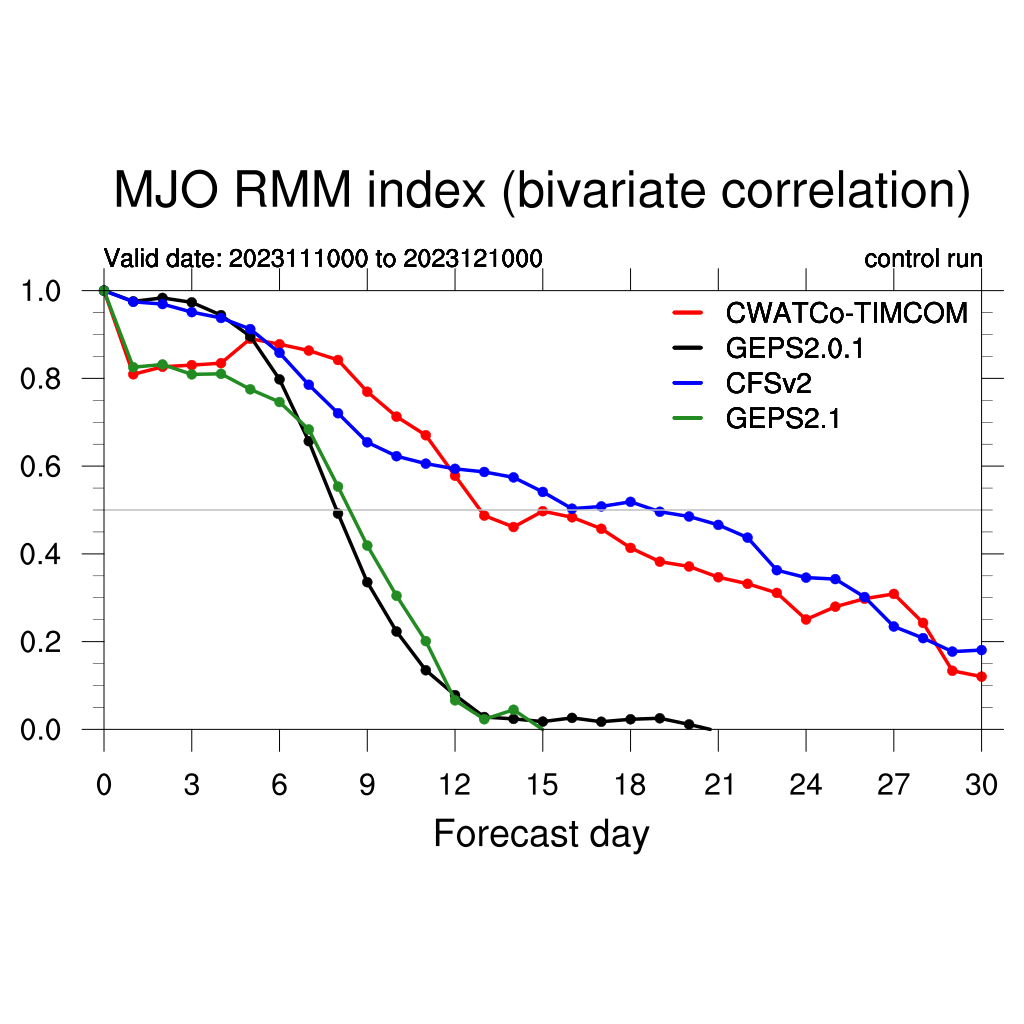 MJO RMM index (bivariate correlation)
Valid date: 2023111000 to 2023121000 control run
1.0
0.8
0.6
0.4
0.2
0.0
CWATCo-TIMCOM
GEPS2.0.1
CFSv2
GEPS2.1
0 3 6 9 12 15 18 21 24 27 30
Forecast day